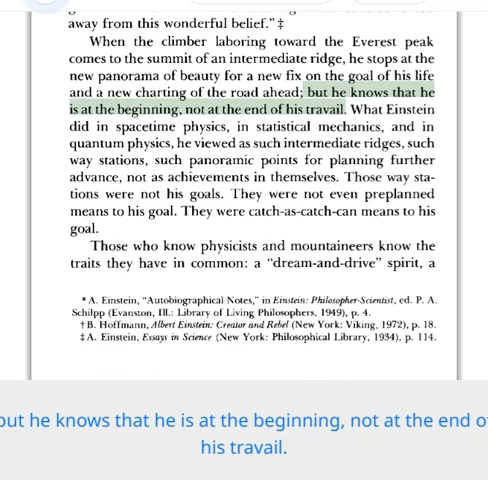 away from this wonderful belief." ‡
When the climber laboring toward the Everest peak
comes to the summit of an intermediate ridge, he stops at the
new panorama of beauty for a new fix on the goal of his life
and a new charting of the road ahead; but he knows that he
is at the beginning, not at the end of his travail. What Einstein
did in spacetime physics, in statistical mechanics, and in
quantum physics, he viewed as such intermediate ridges, such
way stations, such panoramic points for planning further
advance, not as achievements in themselves. Those way sta-
tions were not his goals. They were not even preplanned
means to his goal. They were catch-as-catch-can means to his
goal.
Those who know physicists and mountaineers know the
traits they have in common: a “dream-and-drive” spirit, a
* A. Einstein, “Autobiographical Notes,” in Einstein: Philosopher-Scientist, ed. P. A.
Schilpp (Evanston, Ill.: Library of Living Philosophers, 1949), p. 4.
† B. Hoffmann, Albert Einstein: Creator and Rebel (New York: Viking, 1972), p. 18.
‡ A. Einstein, Essays in Science (New York: Philosophical Library, 1934), p. 114.
but he knows that he is at the beginning, not at the end o
his travail.